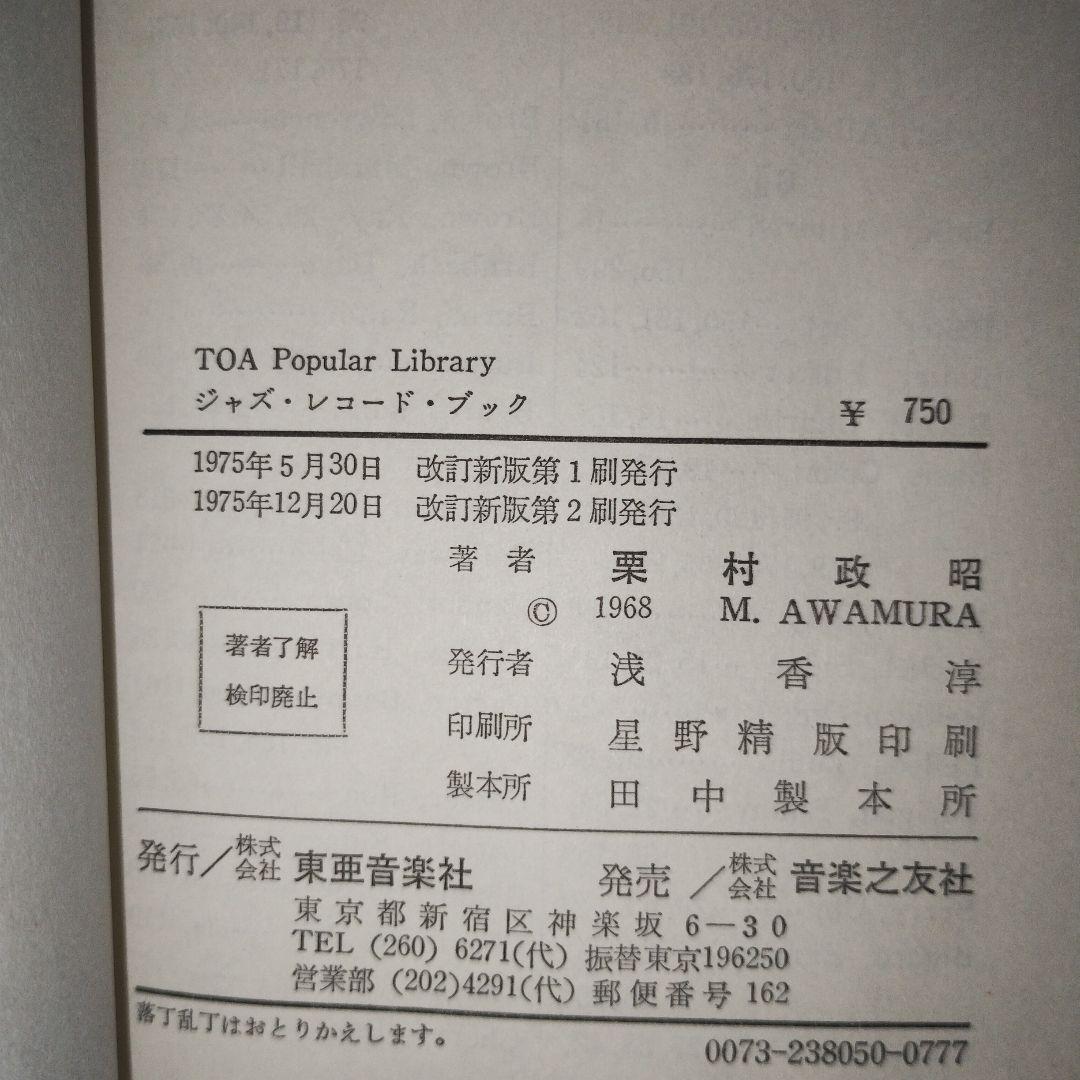 TOA Popular Library
ジャズ・レコード・ブック ¥ 750
1975年5月30日 改訂新版第1刷発行
1975年12月20日 改訂新版第2刷発行
著者 粟村政昭
© 1968 M. AWAMURA
著者了解
検印廃止
発行者 浅香淳
印刷所 星野精版印刷
製本所 田中製本所
発行/株式会社 東亜音楽社 発売/株式会社 音楽之友社
東京都新宿区神楽坂6-30
TEL (260) 6271(代) 振替東京196250
営業部 (202)4291(代) 郵便番号 162
落丁乱丁はおとりかえします。
0073-238050-0777